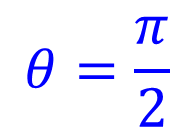 θ = π/2